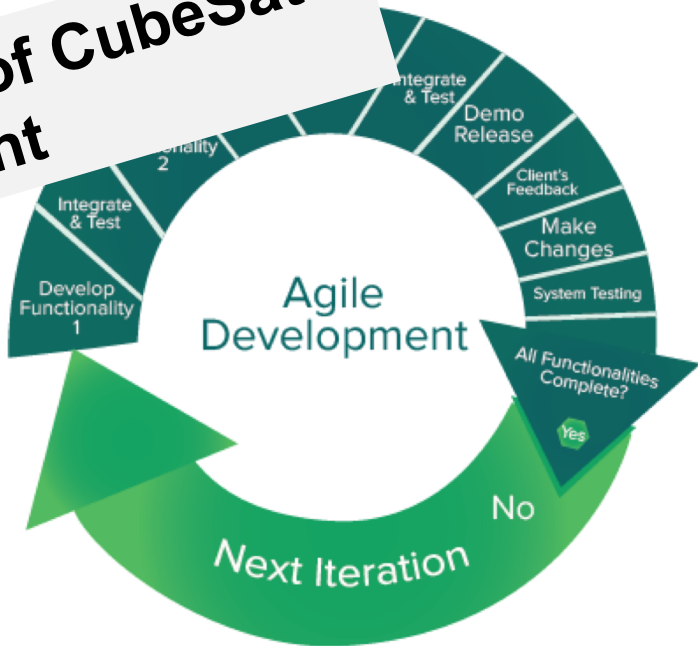 of CubeSat
Integrate
& Test
Demo
Release
Client's
Feedback
Make
Changes
System Testing
All Functionalities
Complete?
Yes
No
Next Iteration
2
Integrate
& Test
Develop
Functionality
1
Agile
Development